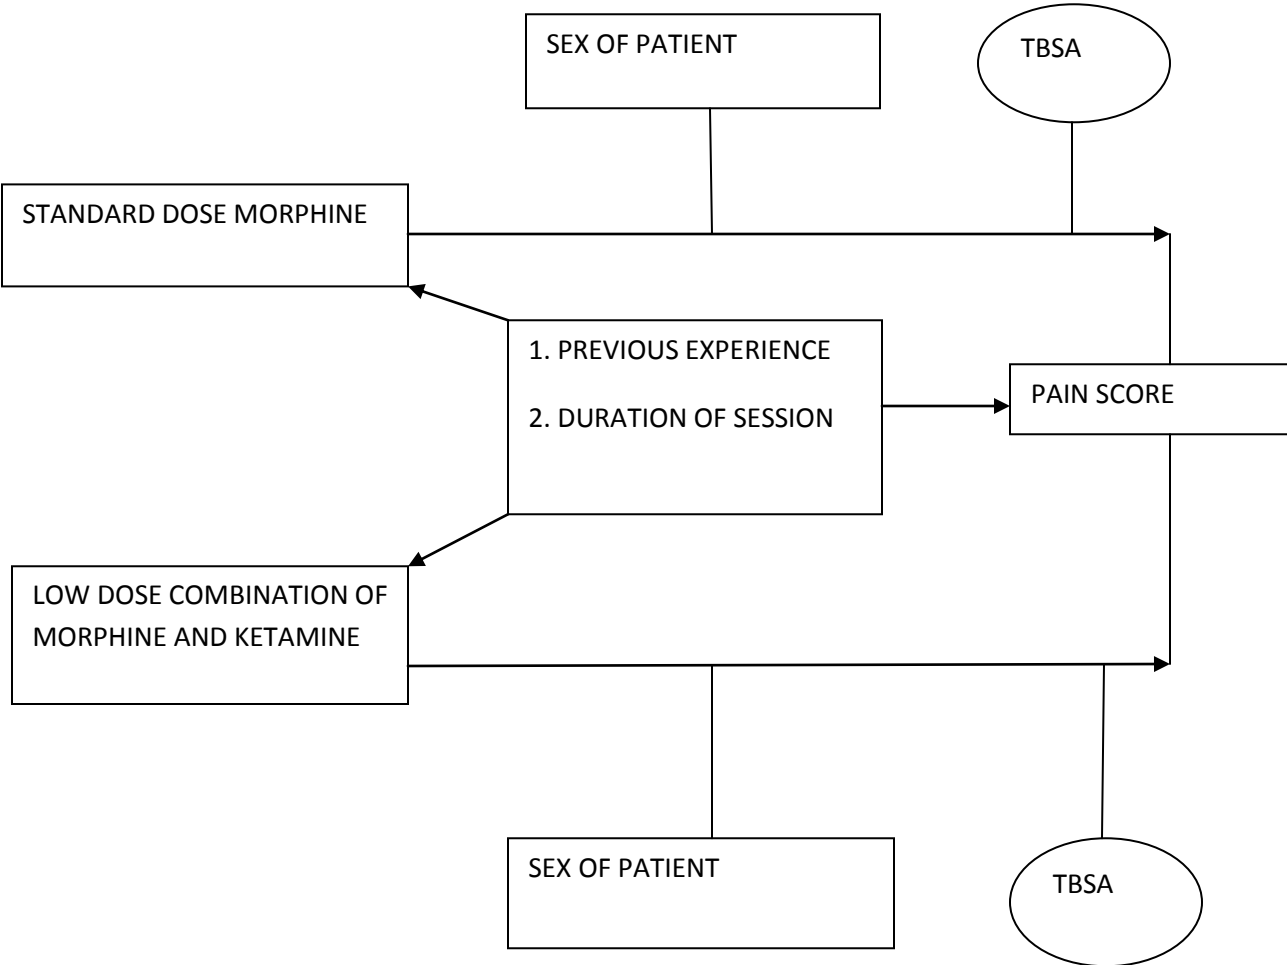 SEX OF PATIENT
TBSA
STANDARD DOSE MORPHINE
1. PREVIOUS EXPERIENCE
2. DURATION OF SESSION
PAIN SCORE
LOW DOSE COMBINATION OF
MORPHINE AND KETAMINE
SEX OF PATIENT
TBSA